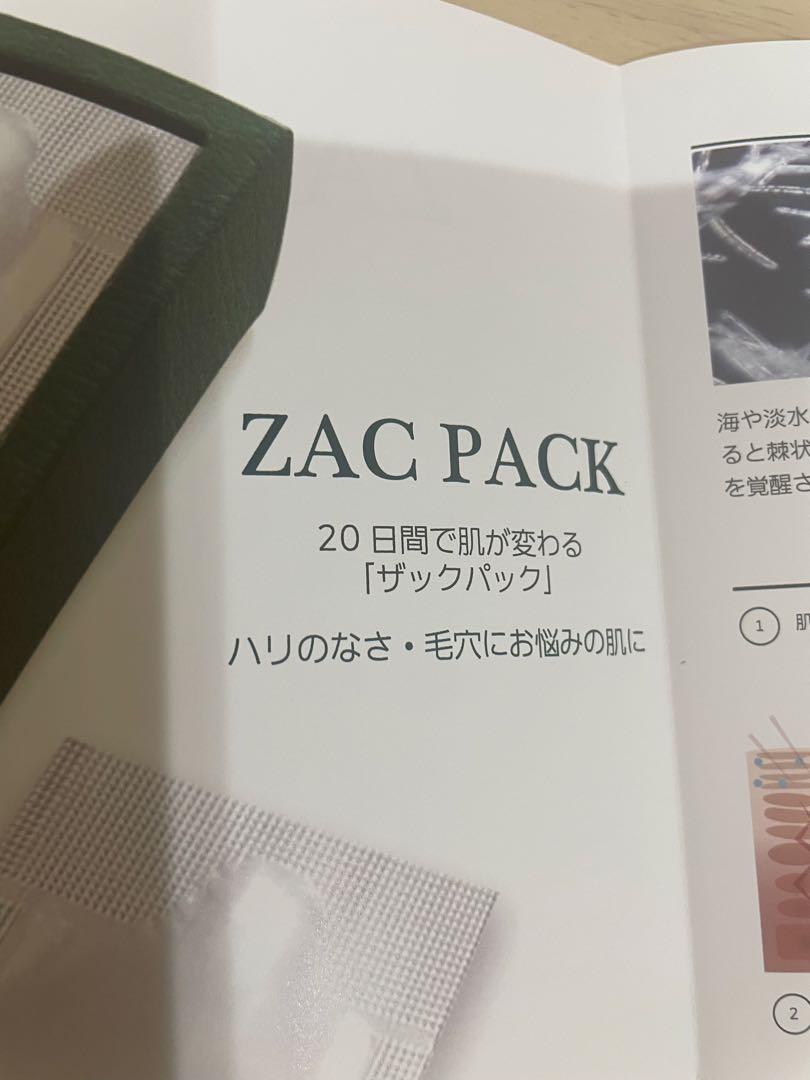 ZAC PACK
20 日間で肌が変わる
「ザックパック」
ハリのなさ・毛穴にお悩みの肌に
海や淡水
ると棘状
を覚醒さ
1 肌
2